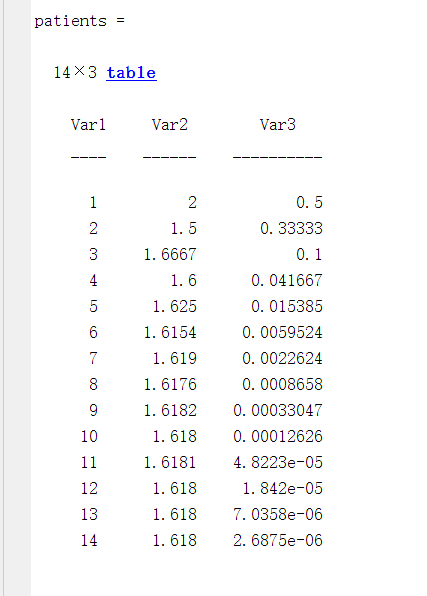 patients =
14×3 table
Var1 Var2 Var3
---- ------ ----------
1 2 0.5
2 1.5 0.33333
3 1.6667 0.1
4 1.6 0.041667
5 1.625 0.015385
6 1.6154 0.0059524
7 1.619 0.0022624
8 1.6176 0.0008658
9 1.6182 0.00033047
10 1.618 0.00012626
11 1.6181 4.8223e-05
12 1.618 1.842e-05
13 1.618 7.0358e-06
14 1.618 2.6875e-06